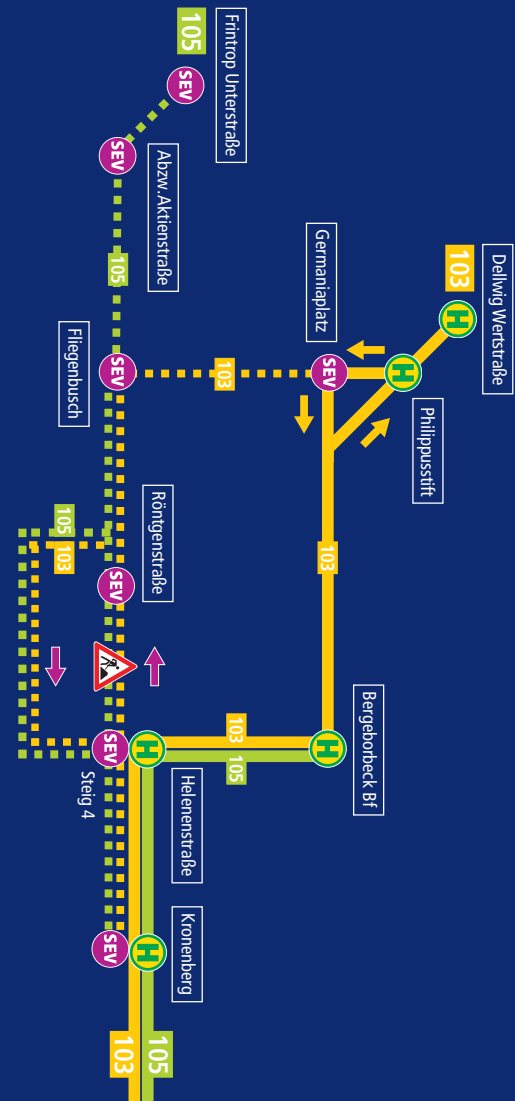 Dellwig Wertstraße
103
H
Philippusstift
H
Bergeborbeck Bf
Germaniaplatz
SEV
103
H
Frintrop Unterstraße
105
SEV
103
103
105
Helenenstraße
Kronenberg
Abzw.Aktienstraße
Röntgenstraße
H
H
105
SEV
105
SEV
SEV
SEV
SEV
103
Fliegenbusch
Steig 4
105
103